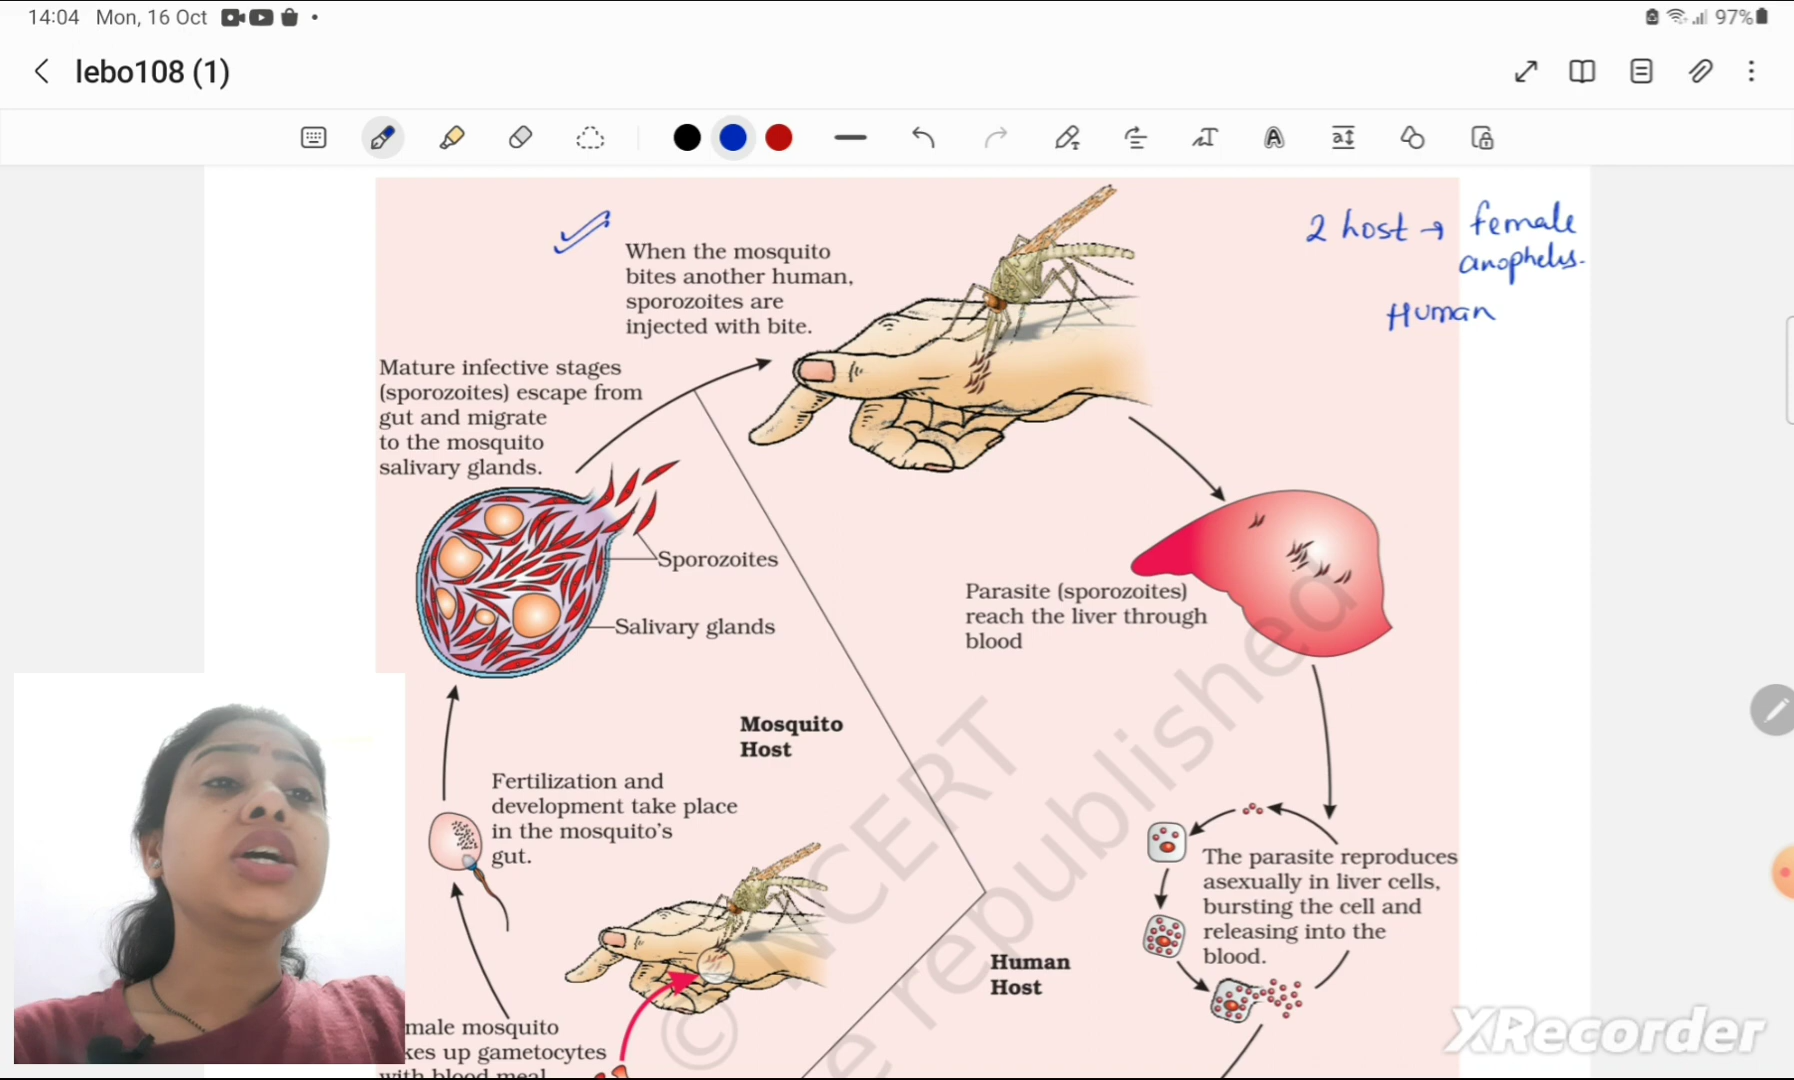 14:04 Mon, 16 Oct
97%
lebo108 (1)
When the mosquito
bites another human,
sporozoites are
injected with bite.
2 host → female
anophelus.
Human
Mature infective stages
(sporozoites) escape from
gut and migrate
to the mosquito
salivary glands.
Sporozoites
Salivary glands
Parasite (sporozoites)
reach the liver through
blood
Mosquito
Host
Fertilization and
development take place
in the mosquito's
gut.
The parasite reproduces
asexually in liver cells,
bursting the cell and
releasing into the
blood.
Human
Host
male mosquito
kes up gametocytes
with blood meal
© NCERT
e republished
XRecorder